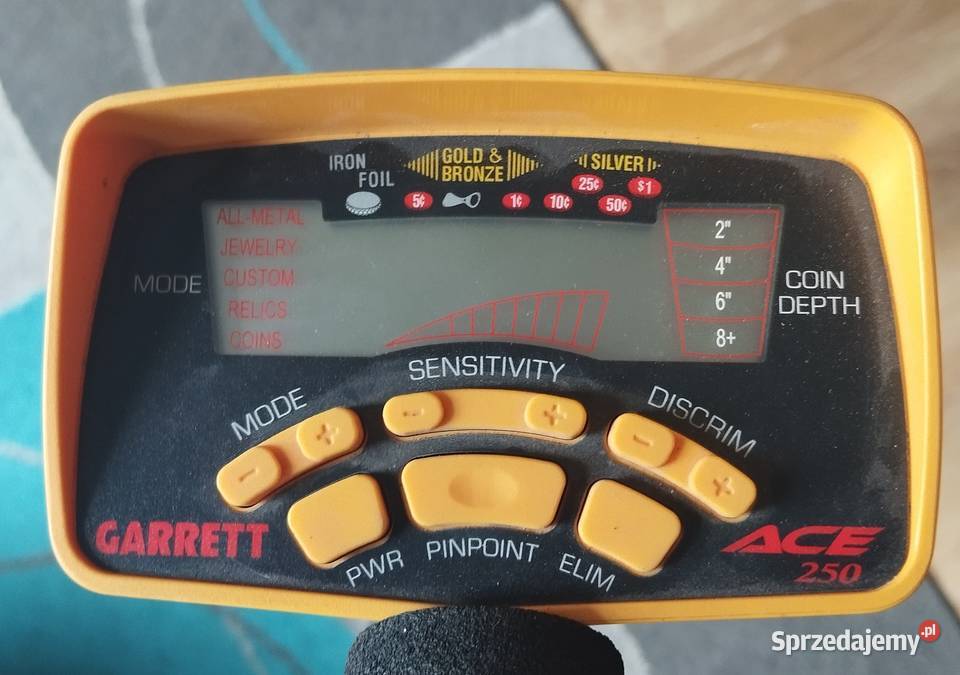 IRON
FOIL
GOLD &
BRONZE
SILVER
5¢
1¢
10¢
25¢
50¢
$1
ALL-METAL
JEWELRY
CUSTOM
RELICS
COINS
MODE
2"
4"
6"
8+
COIN
DEPTH
MODE
- +
SENSITIVITY
- +
DISCRIM
- +
GARRETT
PWR
PINPOINT
ELIM
ACE
250
Sprzedajemy.pl